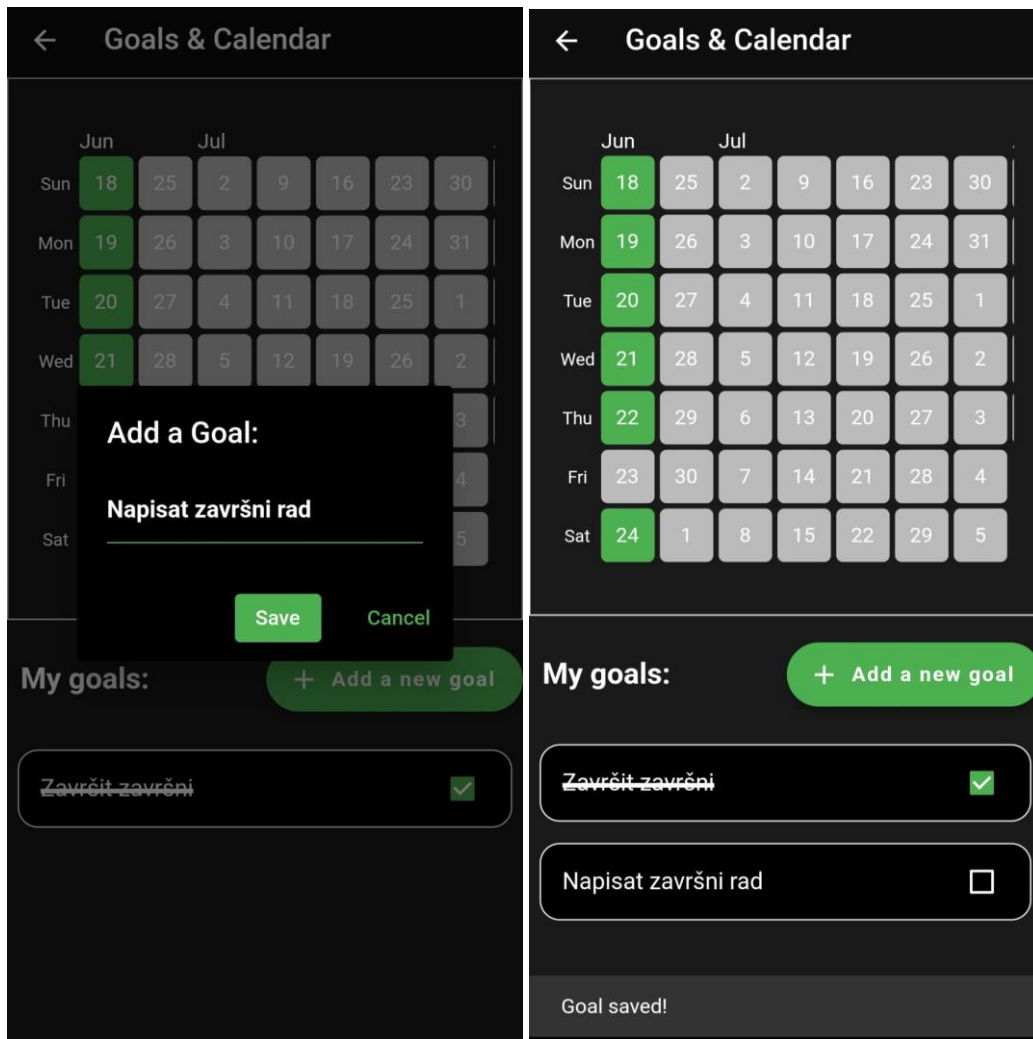 Goals & Calendar
Jun Jul
Sun 18 25 2 9 16 23 30
Mon 19 26 3 10 17 24 31
Tue 20 27 4 11 18 25 1
Wed 21 28 5 12 19 26 2
Thu 3
Fri 4
Sat 5
Add a Goal:
Napisat završni rad
Save Cancel
My goals:
+ Add a new goal
Završit završni
Goals & Calendar
Jun Jul
Sun 18 25 2 9 16 23 30
Mon 19 26 3 10 17 24 31
Tue 20 27 4 11 18 25 1
Wed 21 28 5 12 19 26 2
Thu 22 29 6 13 20 27 3
Fri 23 30 7 14 21 28 4
Sat 24 1 8 15 22 29 5
My goals:
+ Add a new goal
Završit završni
Napisat završni rad
Goal saved!